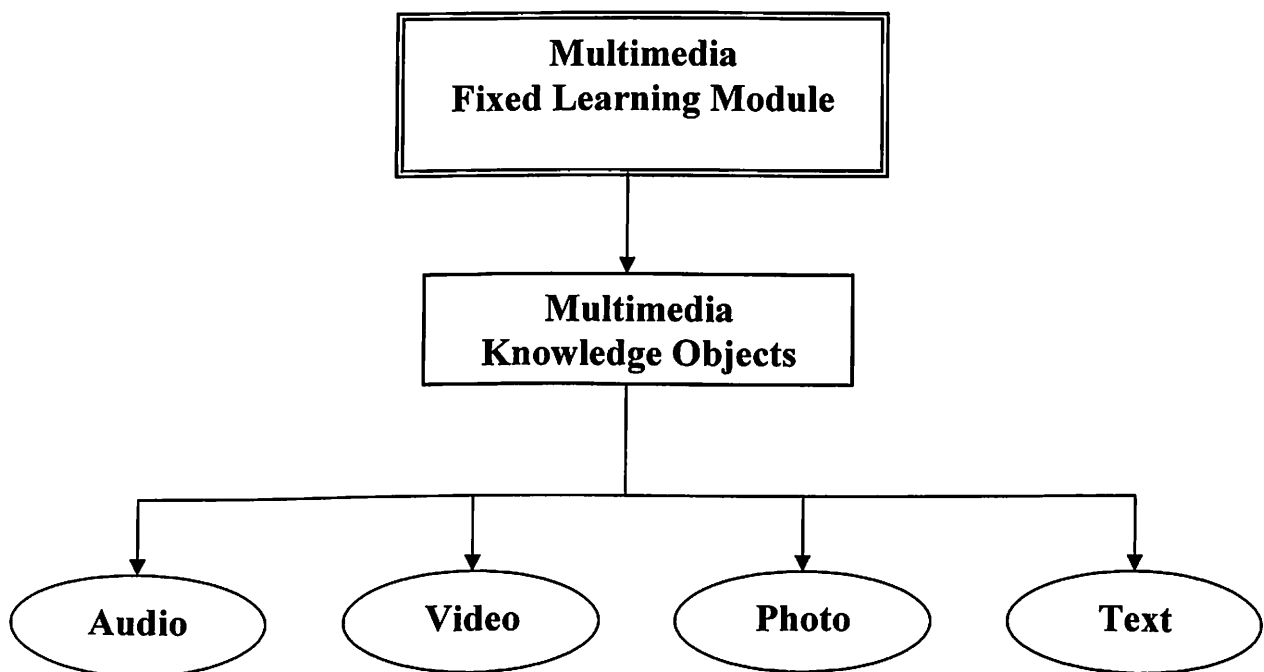 Multimedia
Fixed Learning Module
Multimedia
Knowledge Objects
Audio
Video
Photo
Text